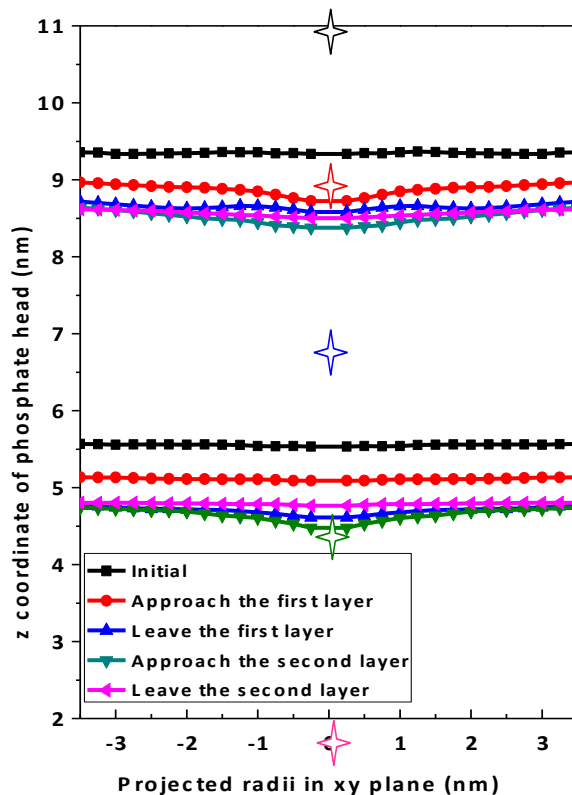 11
10
9
8
7
6
5
4
3
2
z coordinate of phosphate head (nm)
Initial
Approach the first layer
Leave the first layer
Approach the second layer
Leave the second layer
-3 -2 -1 0 1 2 3
Projected radii in xy plane (nm)